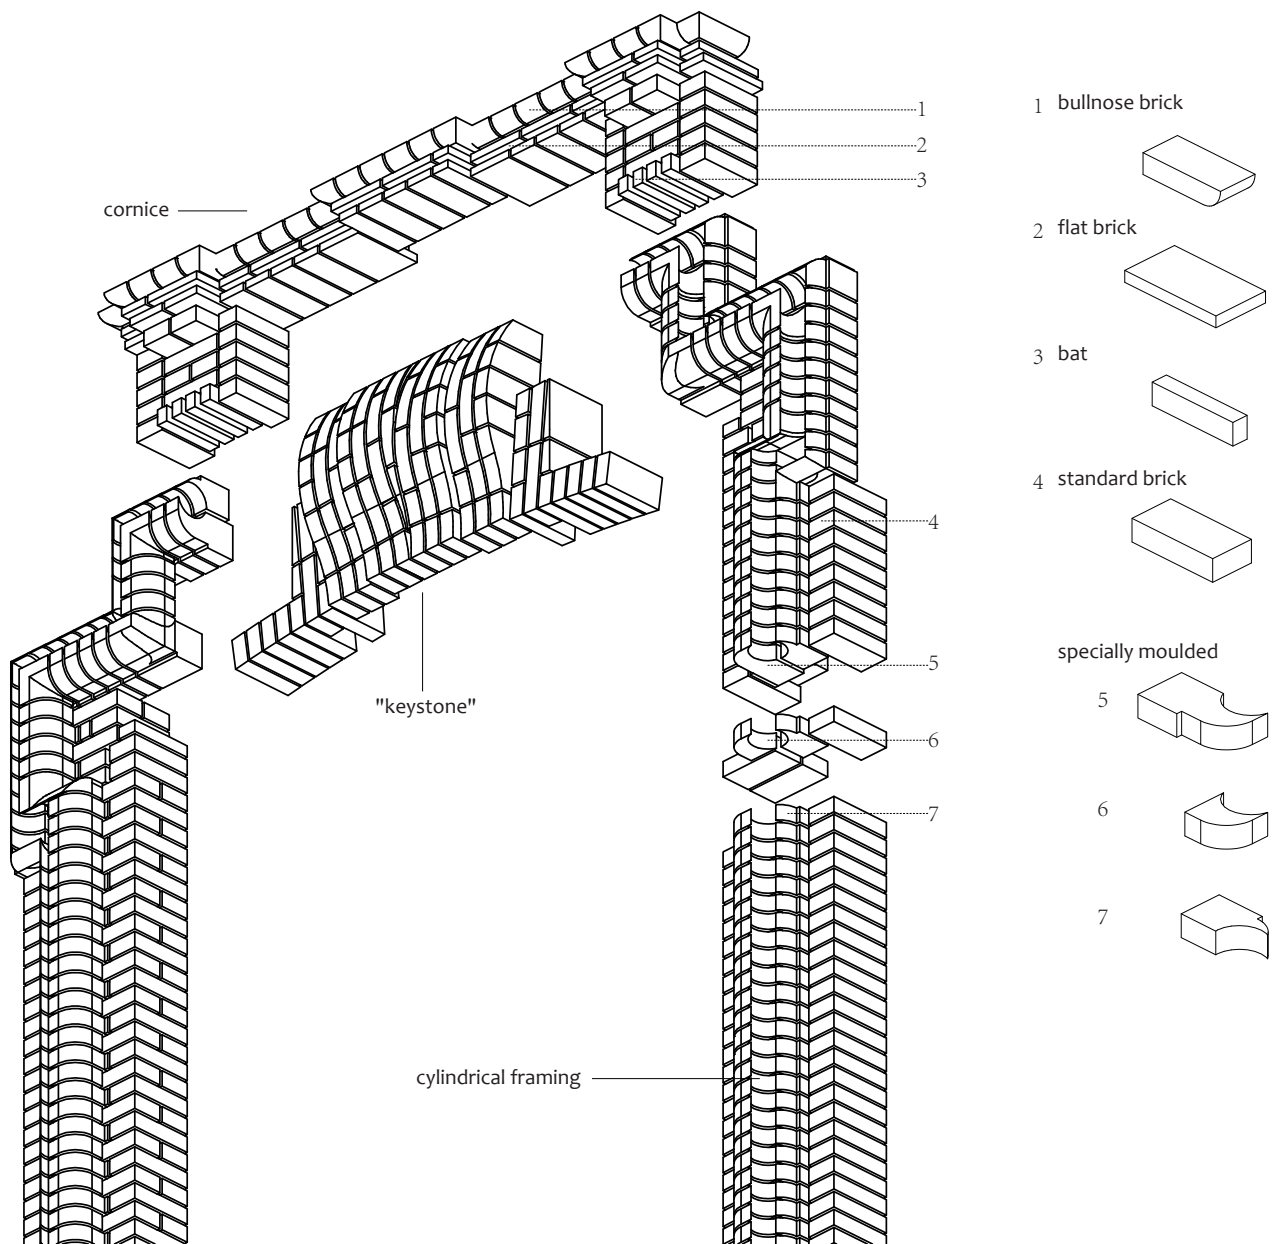 1
2
3
cornice
4
5
"keystone"
6
7
cylindrical framing
1 bullnose brick
2 flat brick
3 bat
4 standard brick
specially moulded
5
6
7